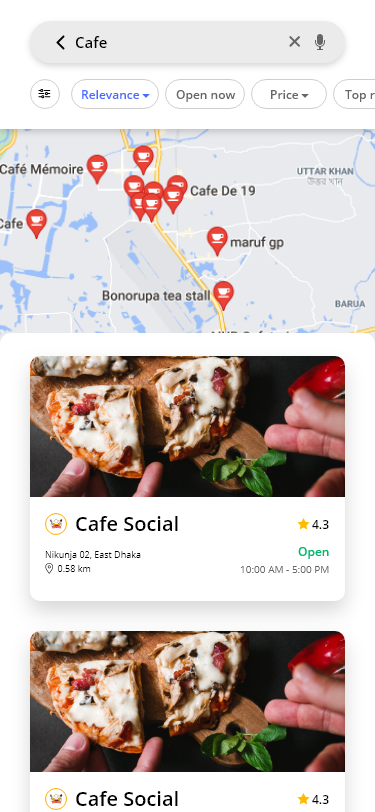 Cafe
Relevance
Open now
Price
Top r
Café Mémoire
UTTAR KHAN
উত্তর খান
Cafe De 19
afe
maruf gp
Bonorupa tea stall
BARUA
Cafe Social
4.3
Nikunja 02, East Dhaka
Open
0.58 km
10:00 AM - 5:00 PM
Cafe Social
4.3